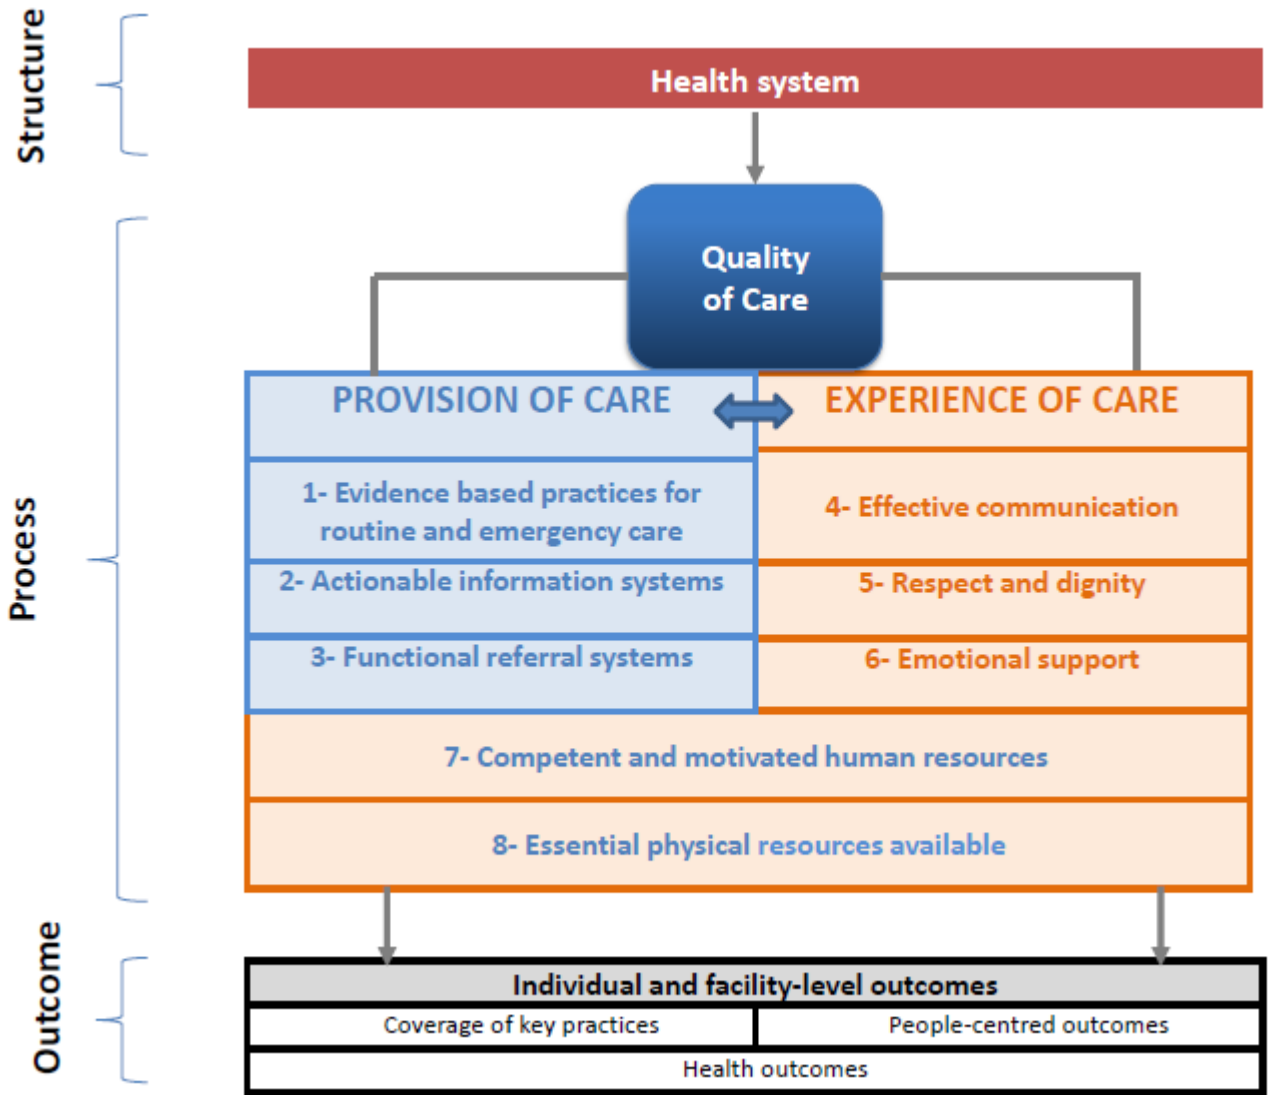 Structure
Health system
Process
Quality
of Care
PROVISION OF CARE
EXPERIENCE OF CARE
1- Evidence based practices for
routine and emergency care
4- Effective communication
2- Actionable information systems
5- Respect and dignity
3- Functional referral systems
6- Emotional support
7- Competent and motivated human resources
8- Essential physical resources available
Outcome
Individual and facility-level outcomes
Coverage of key practices
People-centred outcomes
Health outcomes